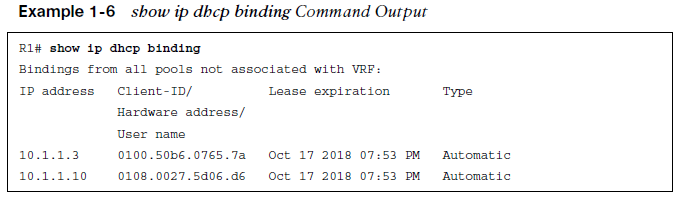 Example 1-6 show ip dhcp binding Command Output
R1# show ip dhcp binding
Bindings from all pools not associated with VRF:
IP address Client-ID/ Lease expiration Type
Hardware address/
User name
10.1.1.3 0100.50b6.0765.7a Oct 17 2018 07:53 PM Automatic
10.1.1.10 0108.0027.5d06.d6 Oct 17 2018 07:53 PM Automatic